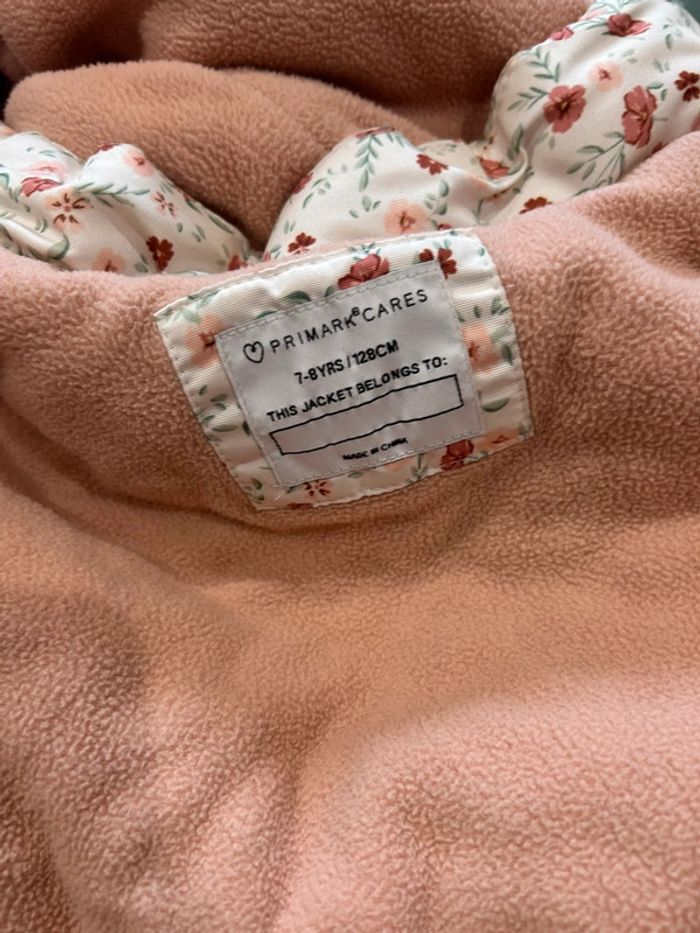 PRIMARK® CARES
7-8YRS / 128CM
THIS JACKET BELONGS TO:
MADE IN CHINA